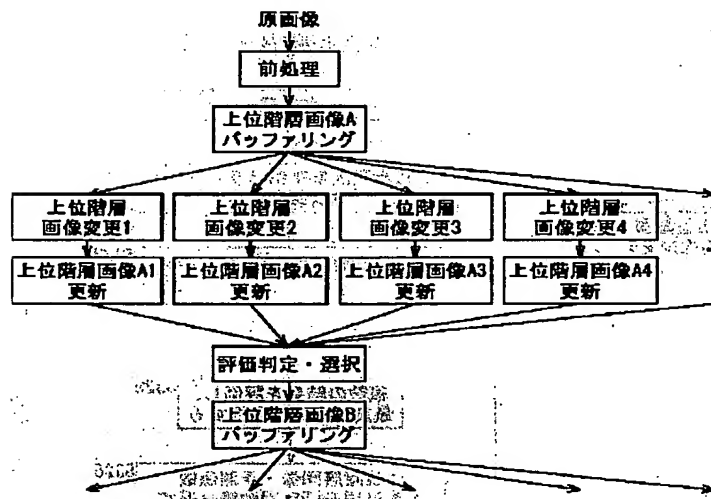 原画像
前処理
上位階層画像A
バッファリング
上位階層
画像変更1
上位階層
画像変更2
上位階層
画像変更3
上位階層
画像変更4
上位階層画像A1
更新
上位階層画像A2
更新
上位階層画像A3
更新
上位階層画像A4
更新
評価判定・選択
上位階層画像B
バッファリング